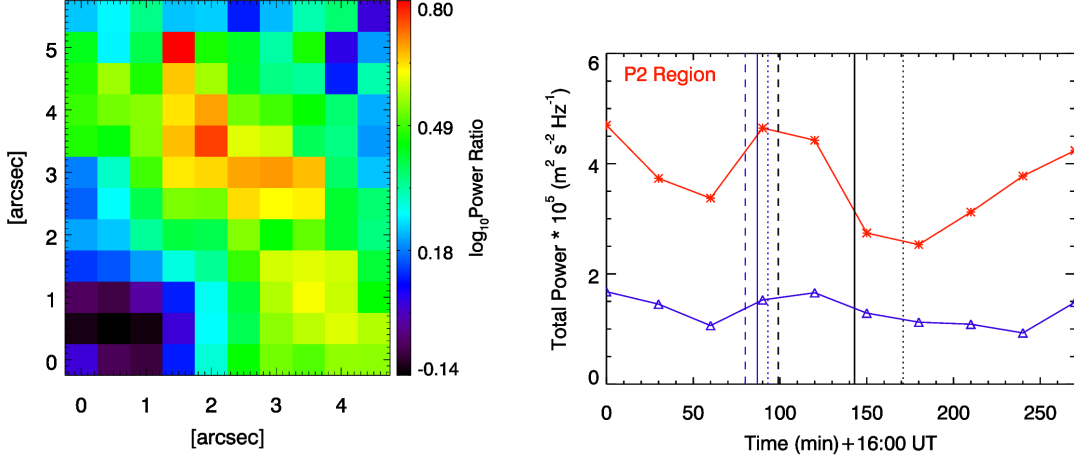 5
4
3
2
1
0
[arcsec]
0 1 2 3 4
[arcsec]
0.80
0.49
0.18
-0.14
log10Power Ratio
P2 Region
6
4
2
0
Total Power * 10^5 (m^2 s^-2 Hz^-1)
0 50 100 150 200 250
Time (min)+16:00 UT